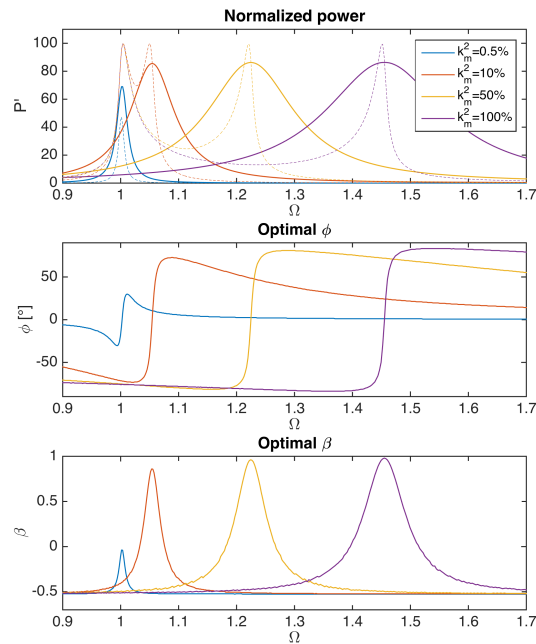 Normalized power
100
80
60
40
20
0
P'
k²m=0.5%
k²m=10%
k²m=50%
k²m=100%
0.9 1 1.1 1.2 1.3 1.4 1.5 1.6 1.7
Ω
Optimal ϕ
50
0
-50
ϕ [°]
0.9 1 1.1 1.2 1.3 1.4 1.5 1.6 1.7
Ω
Optimal β
1
0.5
0
-0.5
β
0.9 1 1.1 1.2 1.3 1.4 1.5 1.6 1.7
Ω